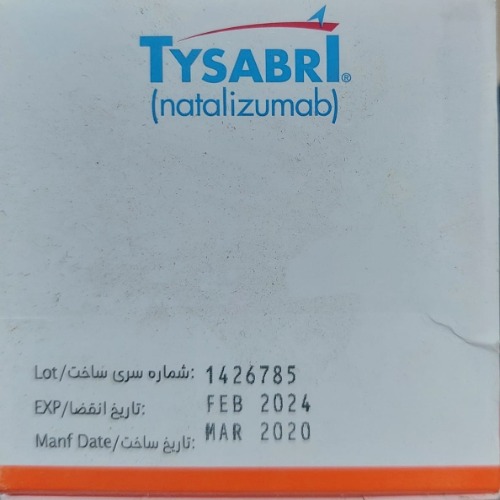 TYSABRI®
(natalizumab)
Lot/شماره سری ساخت: 1426785
EXP/تاریخ انقضا: FEB 2024
Manf Date/تاریخ ساخت: MAR 2020